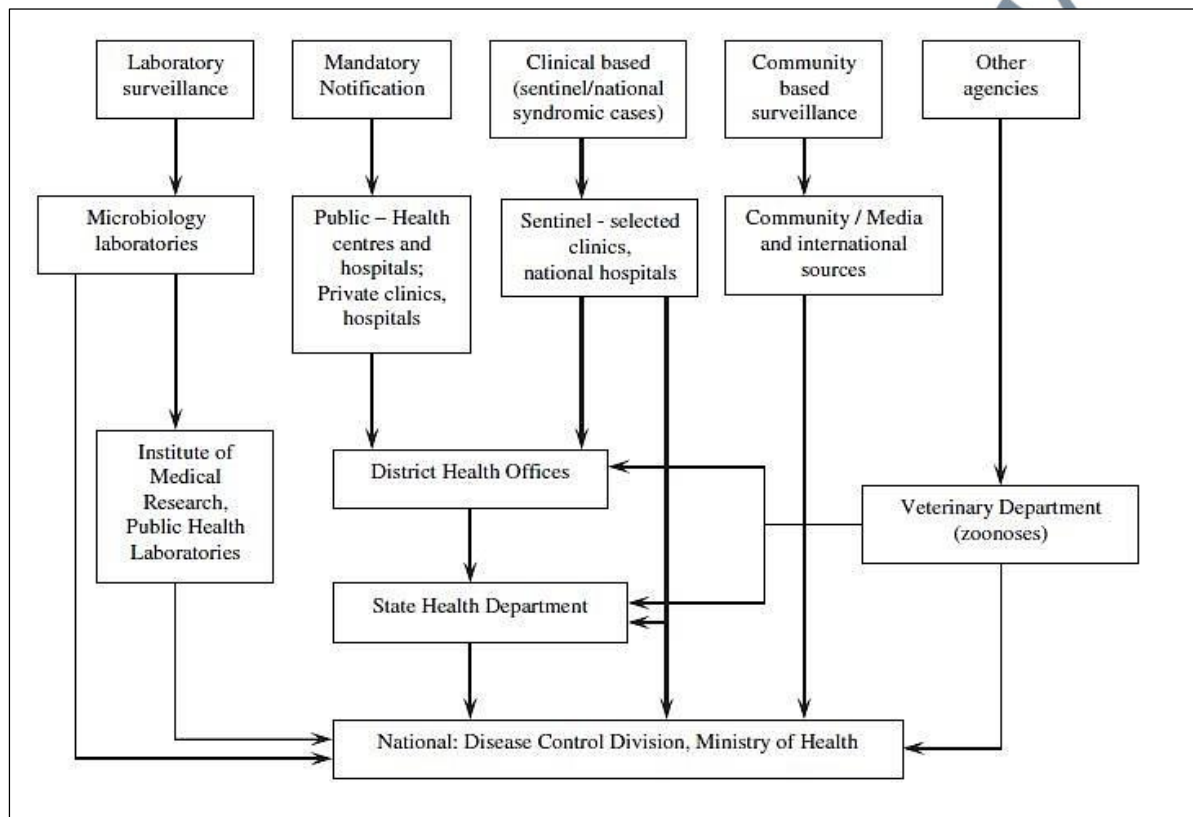 Laboratory
surveillance
Mandatory
Notification
Clinical based
(sentinel/national
syndromic cases)
Community
based
surveillance
Other
agencies
Microbiology
laboratories
Public – Health
centres and
hospitals;
Private clinics,
hospitals
Sentinel - selected
clinics,
national hospitals
Community / Media
and international
sources
Institute of
Medical
Research,
Public Health
Laboratories
District Health Offices
Veterinary Department
(zoonoses)
State Health Department
National: Disease Control Division, Ministry of Health